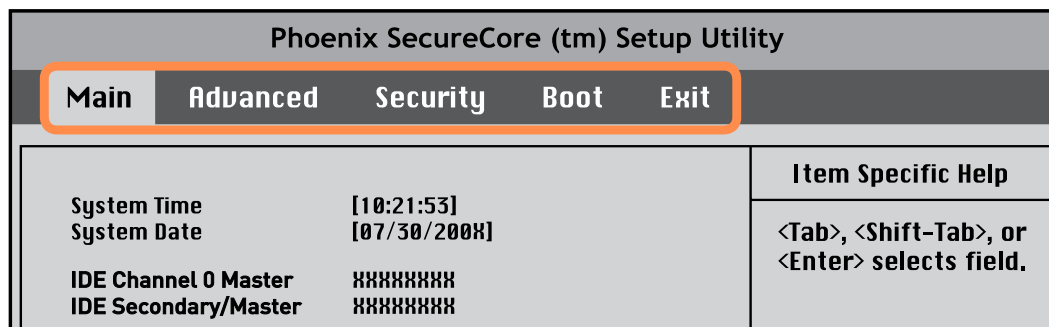 Phoenix SecureCore (tm) Setup Utility
Main Advanced Security Boot Exit
Item Specific Help
System Time [10:21:53]
System Date [07/30/200X]
<Tab>, <Shift-Tab>, or
<Enter> selects field.
IDE Channel 0 Master XXXXXXXX
IDE Secondary/Master XXXXXXXX